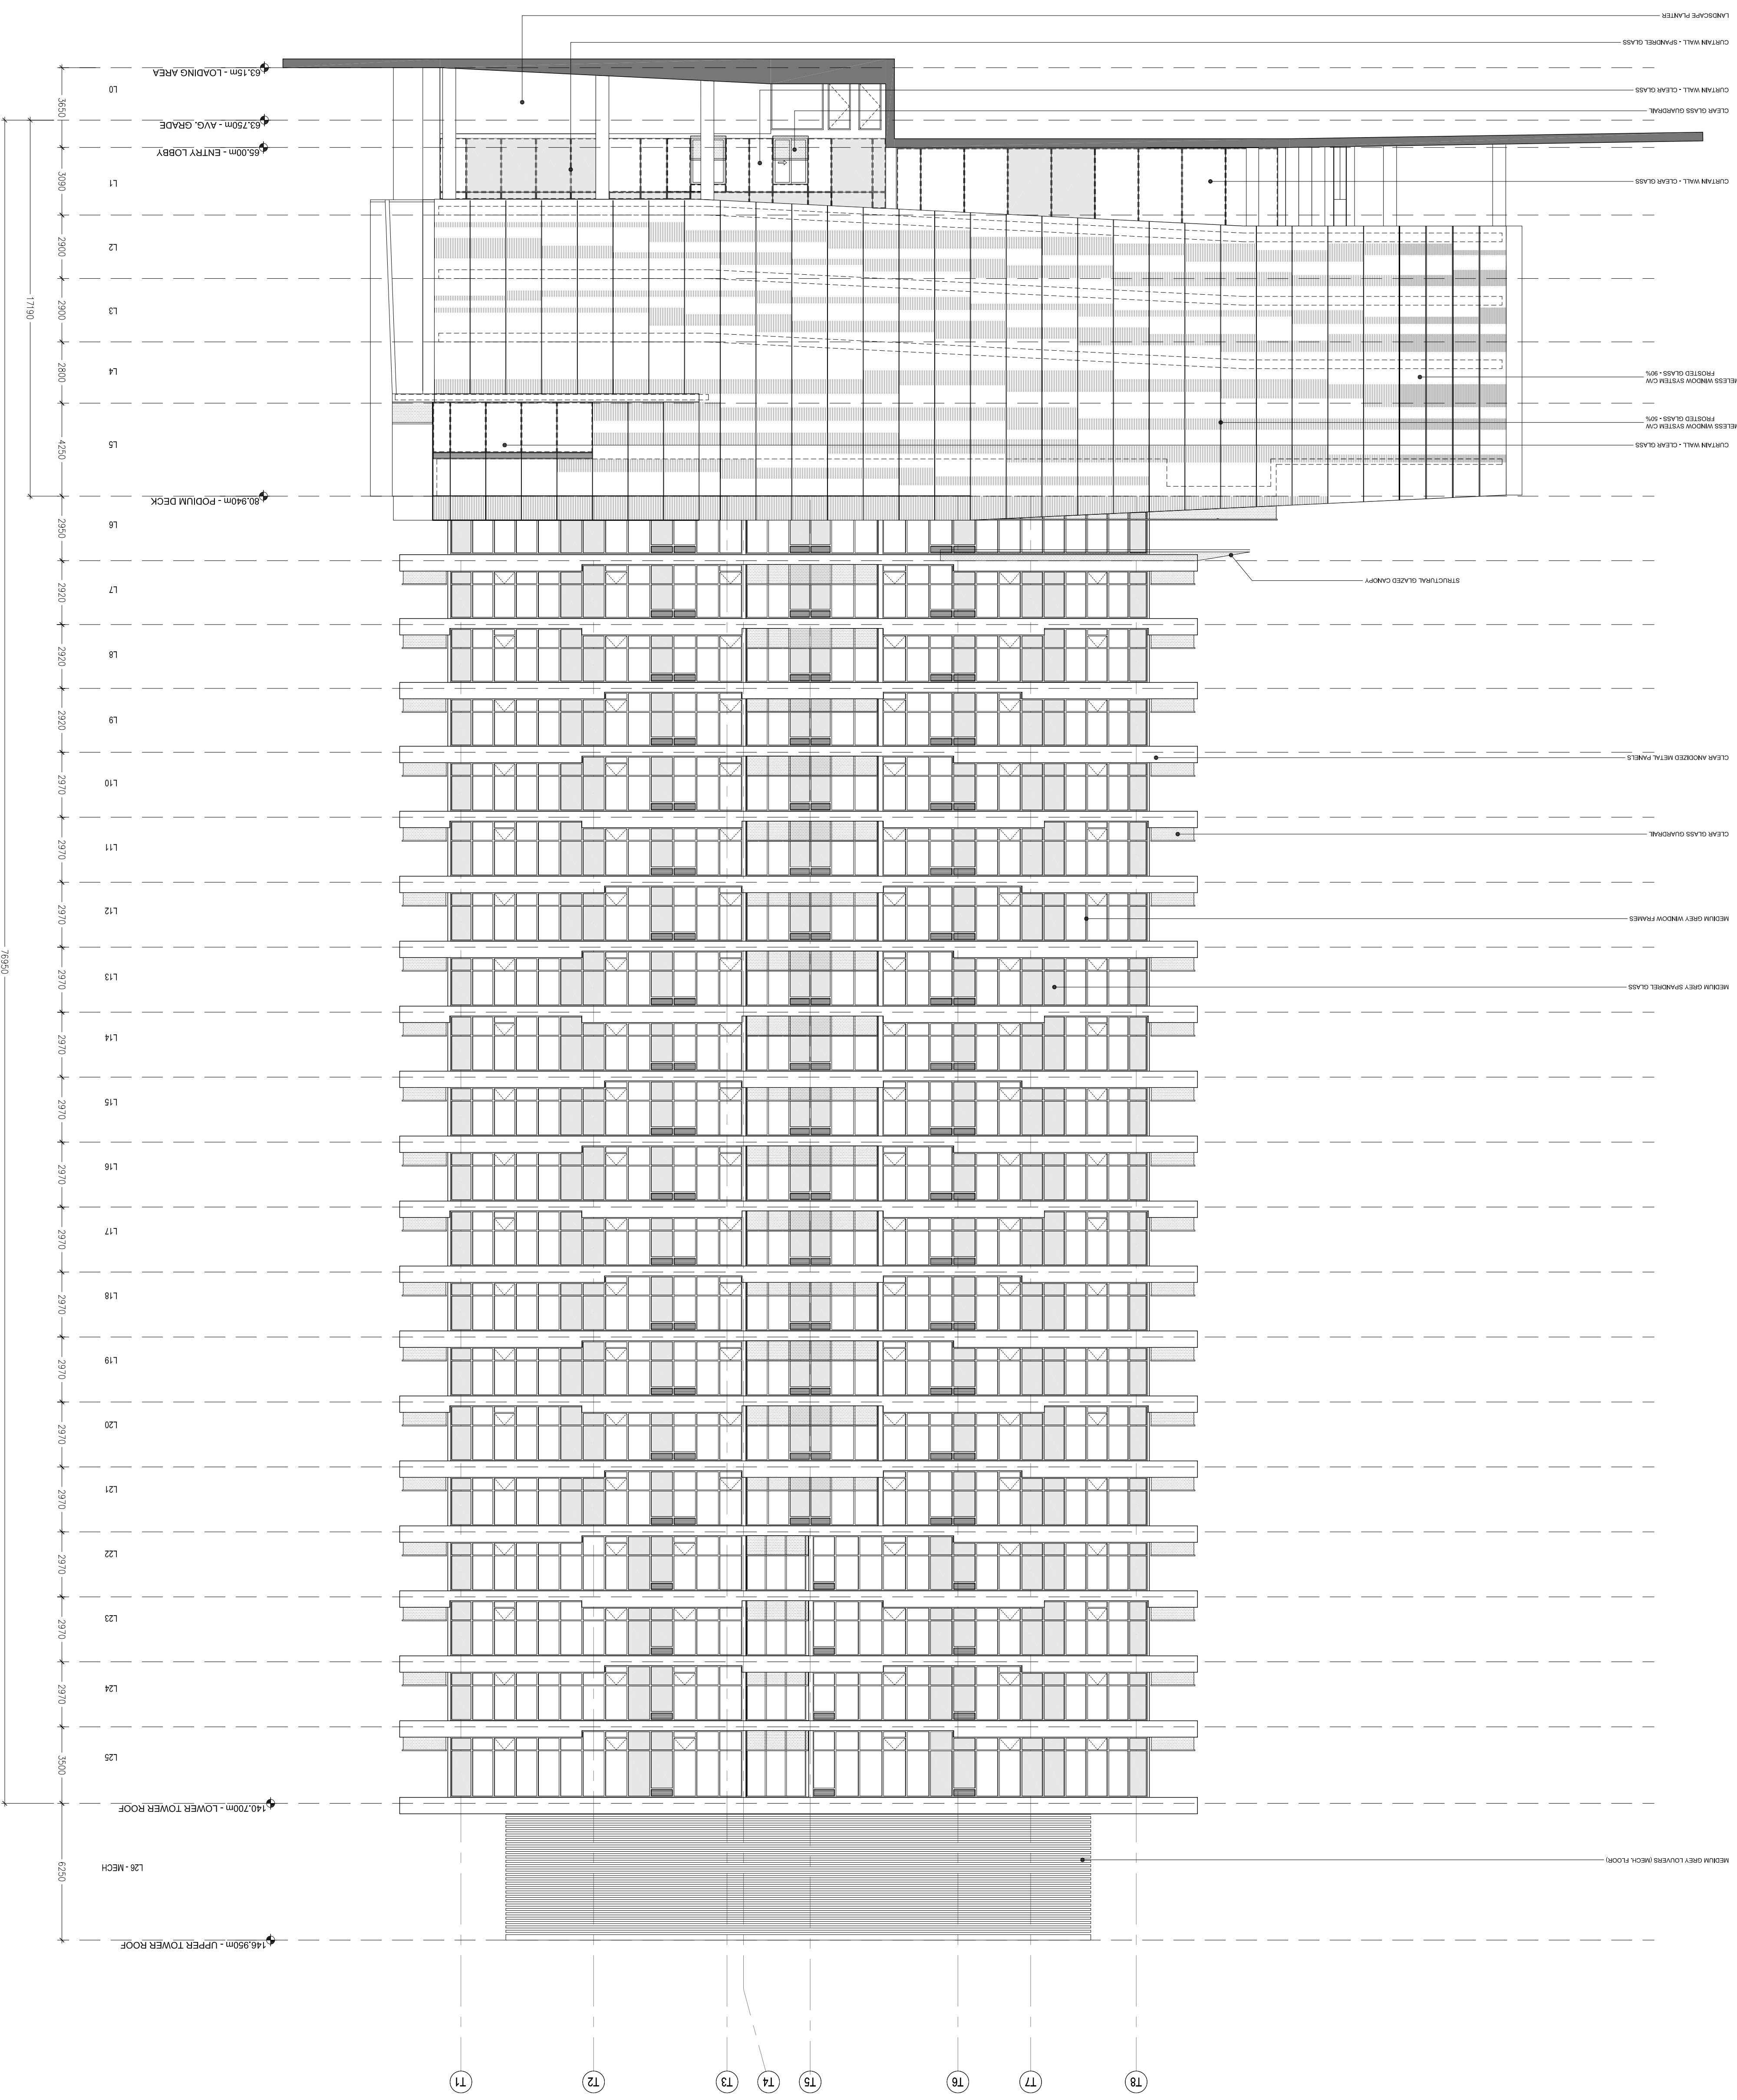 T8
T7
T6
T5
T4
T3
T2
T1
146.950m - UPPER TOWER ROOF
MEDIUM GREY LOUVERS (MECH. FLOOR)
L26 - MECH
6250
140.700m - LOWER TOWER ROOF
L25
3500
L24
2970
L23
2970
L22
2970
L21
2970
L20
2970
L19
2970
L18
2970
L17
2970
L16
2970
L15
2970
L14
2970
MEDIUM GREY SPANDREL GLASS
L13
2970
76950
MEDIUM GREY WINDOW FRAMES
L12
2970
CLEAR GLASS GUARDRAIL
L11
2970
CLEAR ANODIZED METAL PANELS
L10
2970
L9
2920
L8
2920
STRUCTURAL GLAZED CANOPY
L7
2920
L6
2950
80.940m - PODIUM DECK
CURTAIN WALL - CLEAR GLASS
L5
4250
MELESS WINDOW SYSTEM C/W
FROSTED GLASS - 50%
MELESS WINDOW SYSTEM C/W
FROSTED GLASS - 90%
L4
2800
L3
2900
17190
L2
2900
CURTAIN WALL - CLEAR GLASS
L1
3090
65.00m - ENTRY LOBBY
63.750m - AVG. GRADE
CLEAR GLASS GUARDRAIL
3650
CURTAIN WALL - CLEAR GLASS
L0
63.15m - LOADING AREA
CURTAIN WALL - SPANDREL GLASS
LANDSCAPE PLANTER